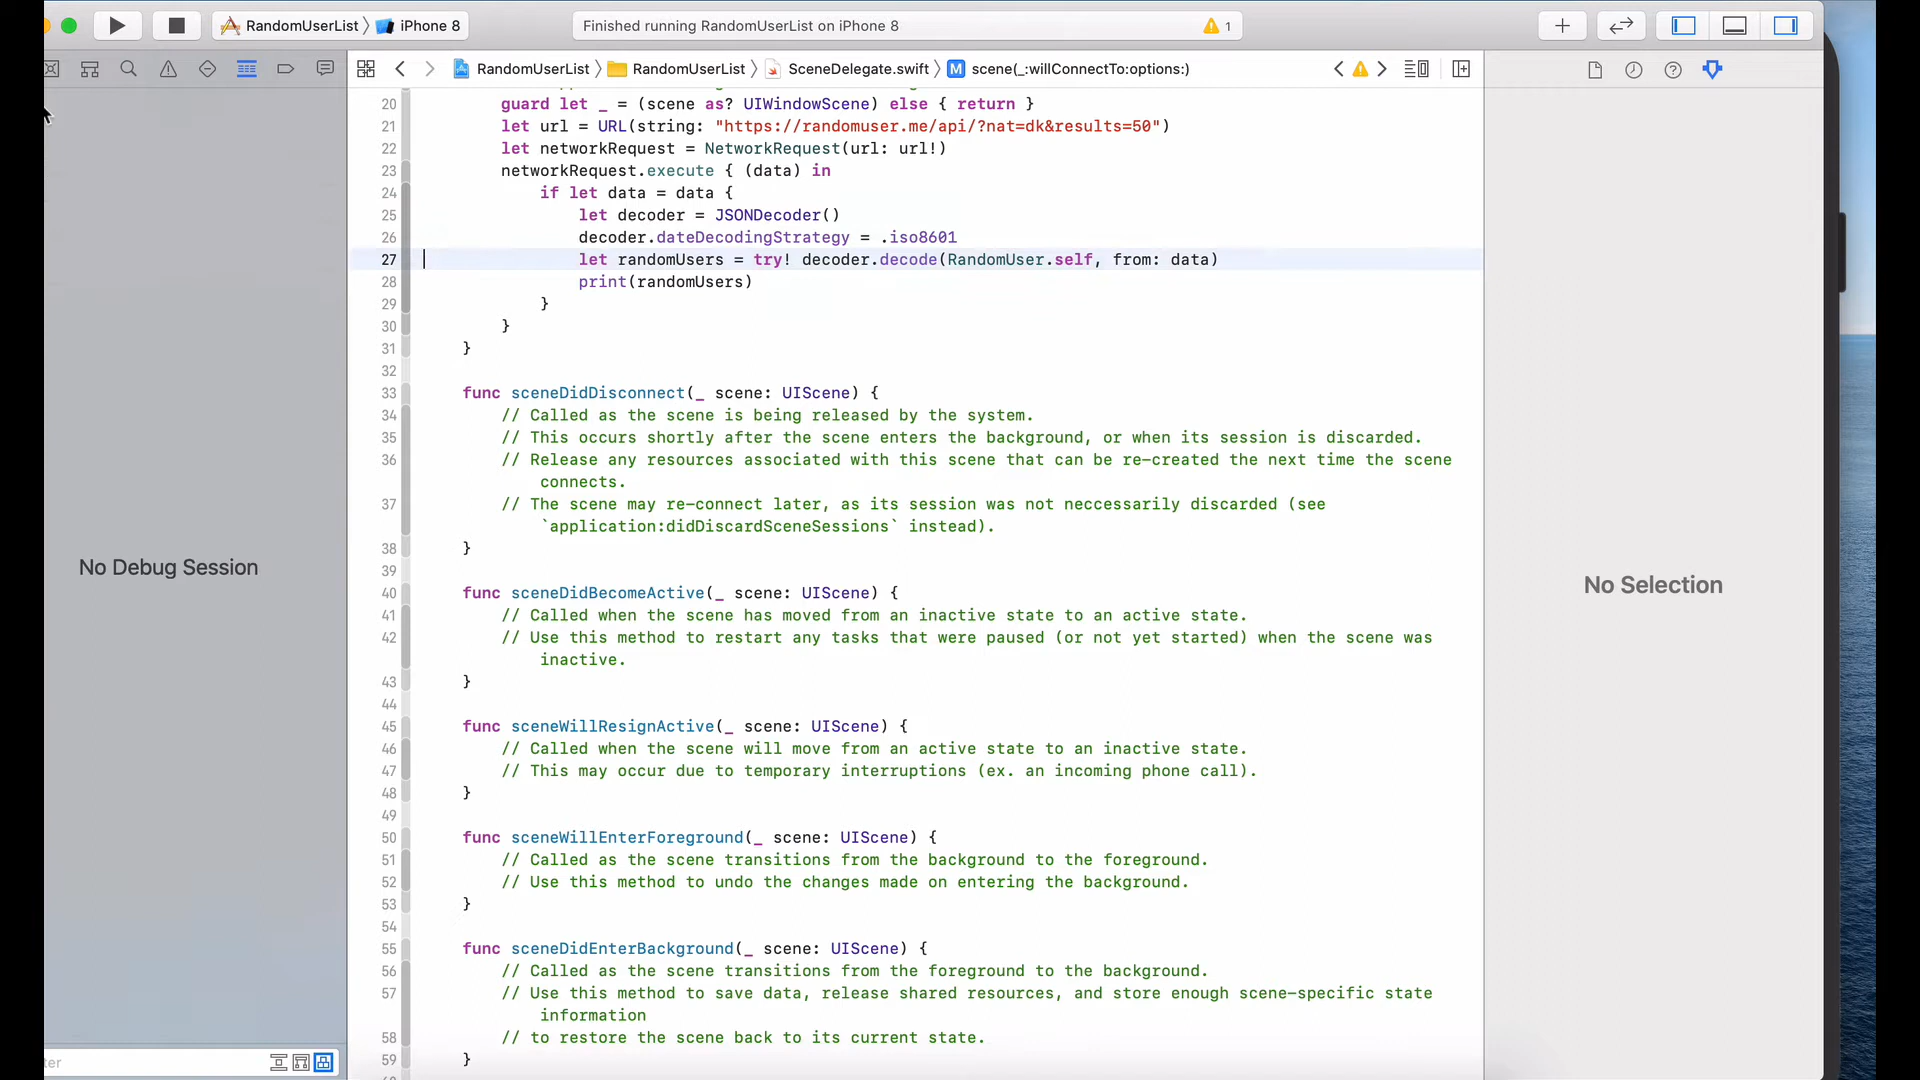 RandomUserList iPhone 8
Finished running RandomUserList on iPhone 8
1
RandomUserList RandomUserList SceneDelegate.swift M scene(_:willConnectTo:options:)
20 guard let _ = (scene as? UIWindowScene) else { return }
21 let url = URL(string: "https://randomuser.me/api/?nat=dk&results=50")
22 let networkRequest = NetworkRequest(url: url!)
23 networkRequest.execute { (data) in
24 if let data = data {
25 let decoder = JSONDecoder()
26 decoder.dateDecodingStrategy = .iso8601
27 let randomUsers = try! decoder.decode(RandomUser.self, from: data)
28 print(randomUsers)
29 }
30 }
31 }
32
33 func sceneDidDisconnect(_ scene: UIScene) {
34 // Called as the scene is being released by the system.
35 // This occurs shortly after the scene enters the background, or when its session is discarded.
36 // Release any resources associated with this scene that can be re-created the next time the scene
connects.
37 // The scene may re-connect later, as its session was not neccessarily discarded (see
`application:didDiscardSceneSessions` instead).
38 }
39
40 func sceneDidBecomeActive(_ scene: UIScene) {
41 // Called when the scene has moved from an inactive state to an active state.
42 // Use this method to restart any tasks that were paused (or not yet started) when the scene was
inactive.
43 }
44
45 func sceneWillResignActive(_ scene: UIScene) {
46 // Called when the scene will move from an active state to an inactive state.
47 // This may occur due to temporary interruptions (ex. an incoming phone call).
48 }
49
50 func sceneWillEnterForeground(_ scene: UIScene) {
51 // Called as the scene transitions from the background to the foreground.
52 // Use this method to undo the changes made on entering the background.
53 }
54
55 func sceneDidEnterBackground(_ scene: UIScene) {
56 // Called as the scene transitions from the foreground to the background.
57 // Use this method to save data, release shared resources, and store enough scene-specific state
information
58 // to restore the scene back to its current state.
59 }
No Debug Session
No Selection